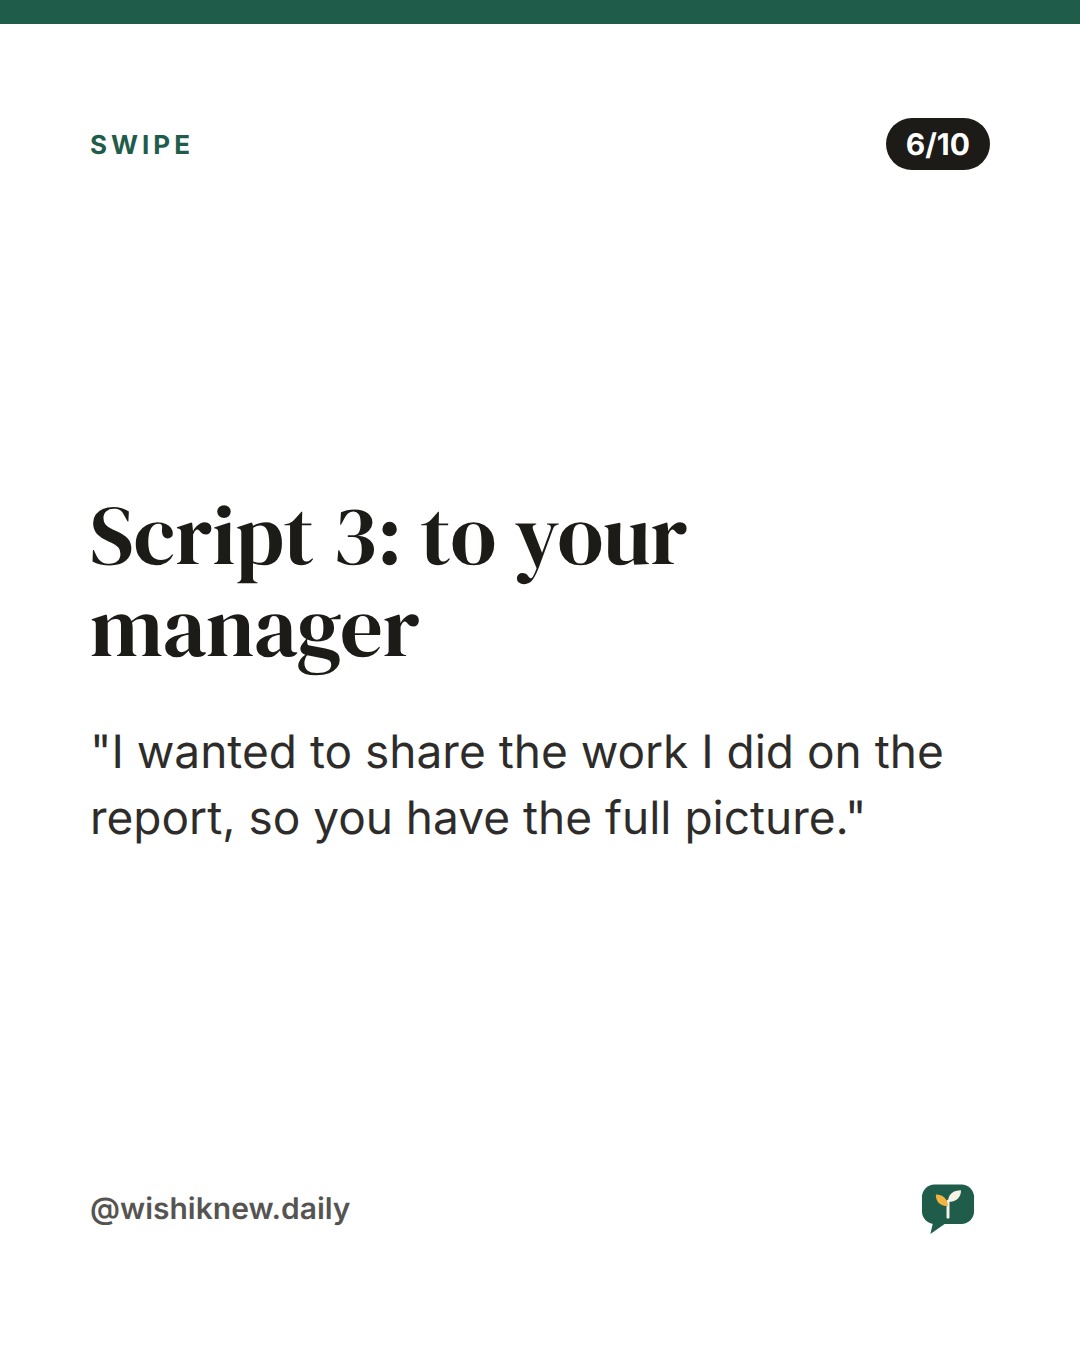 SWIPE
6/10
Script 3: to your
manager
"I wanted to share the work I did on the
report, so you have the full picture."
@wishiknew.daily